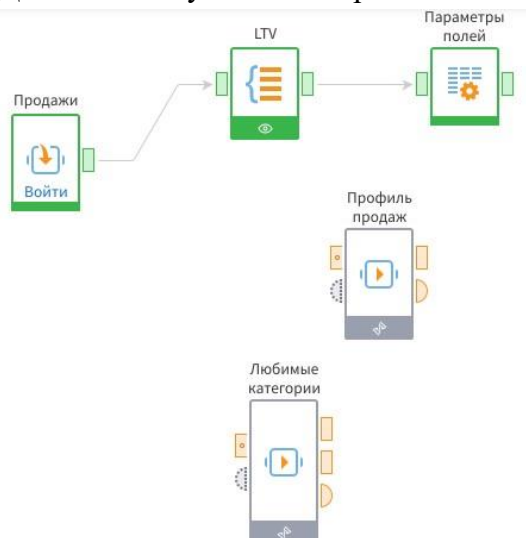 LTV
Параметры
полей
Продажи
Войти
Профиль
продаж
Любимые
категории